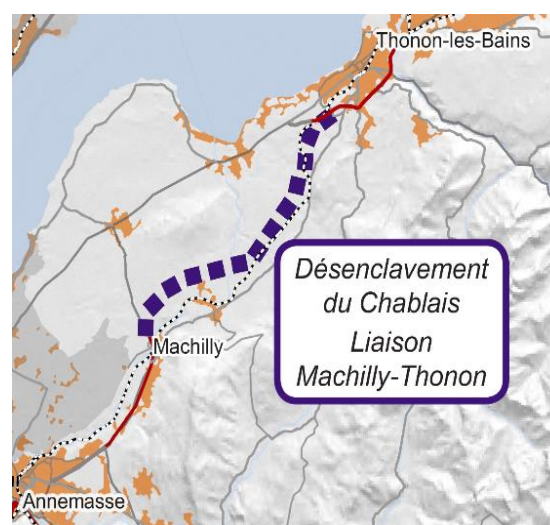 Thonon-les-Bains
Désenclavement
du Chablais
Liaison
Machilly-Thonon
Machilly
Annemasse